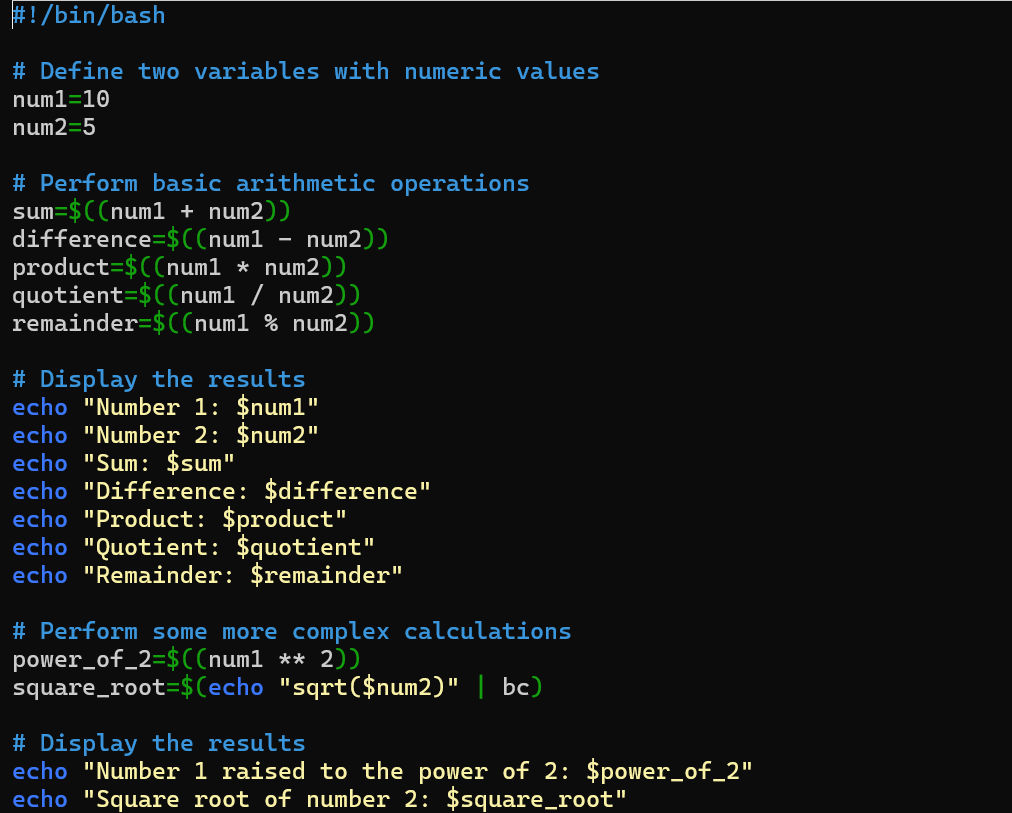 #!/bin/bash
# Define two variables with numeric values
num1=10
num2=5
# Perform basic arithmetic operations
sum=$((num1 + num2))
difference=$((num1 - num2))
product=$((num1 * num2))
quotient=$((num1 / num2))
remainder=$((num1 % num2))
# Display the results
echo "Number 1: $num1"
echo "Number 2: $num2"
echo "Sum: $sum"
echo "Difference: $difference"
echo "Product: $product"
echo "Quotient: $quotient"
echo "Remainder: $remainder"
# Perform some more complex calculations
power_of_2=$((num1 ** 2))
square_root=$(echo "sqrt($num2)" | bc)
# Display the results
echo "Number 1 raised to the power of 2: $power_of_2"
echo "Square root of number 2: $square_root"